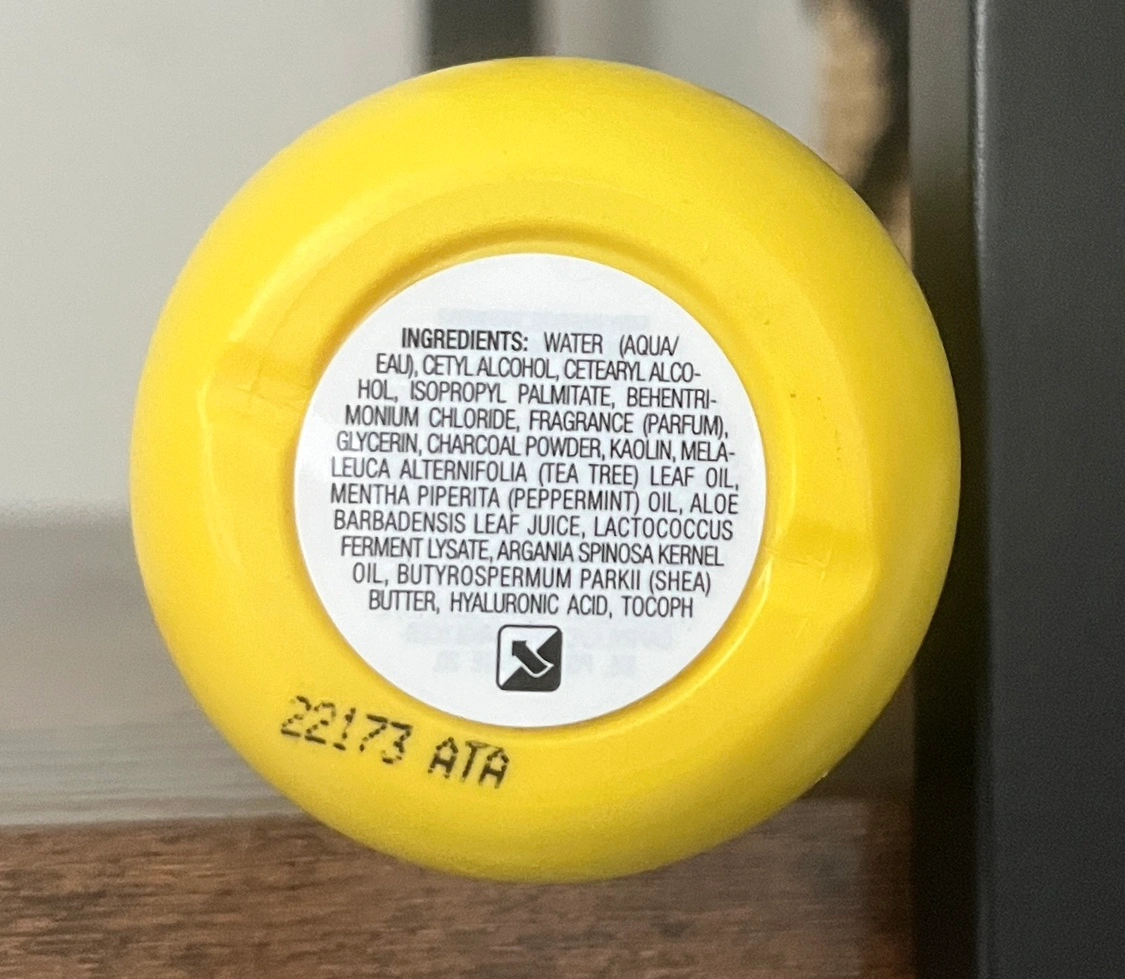 INGREDIENTS: WATER (AQUA/
EAU), CETYL ALCOHOL, CETEARYL ALCO-
HOL, ISOPROPYL PALMITATE, BEHENTRI-
MONIUM CHLORIDE, FRAGRANCE (PARFUM),
GLYCERIN, CHARCOAL POWDER, KAOLIN, MELA-
LEUCA ALTERNIFOLIA (TEA TREE) LEAF OIL,
MENTHA PIPERITA (PEPPERMINT) OIL, ALOE
BARBADENSIS LEAF JUICE, LACTOCOCCUS
FERMENT LYSATE, ARGANIA SPINOSA KERNEL
OIL, BUTYROSPERMUM PARKII (SHEA)
BUTTER, HYALURONIC ACID, TOCOPH
22173 ATA